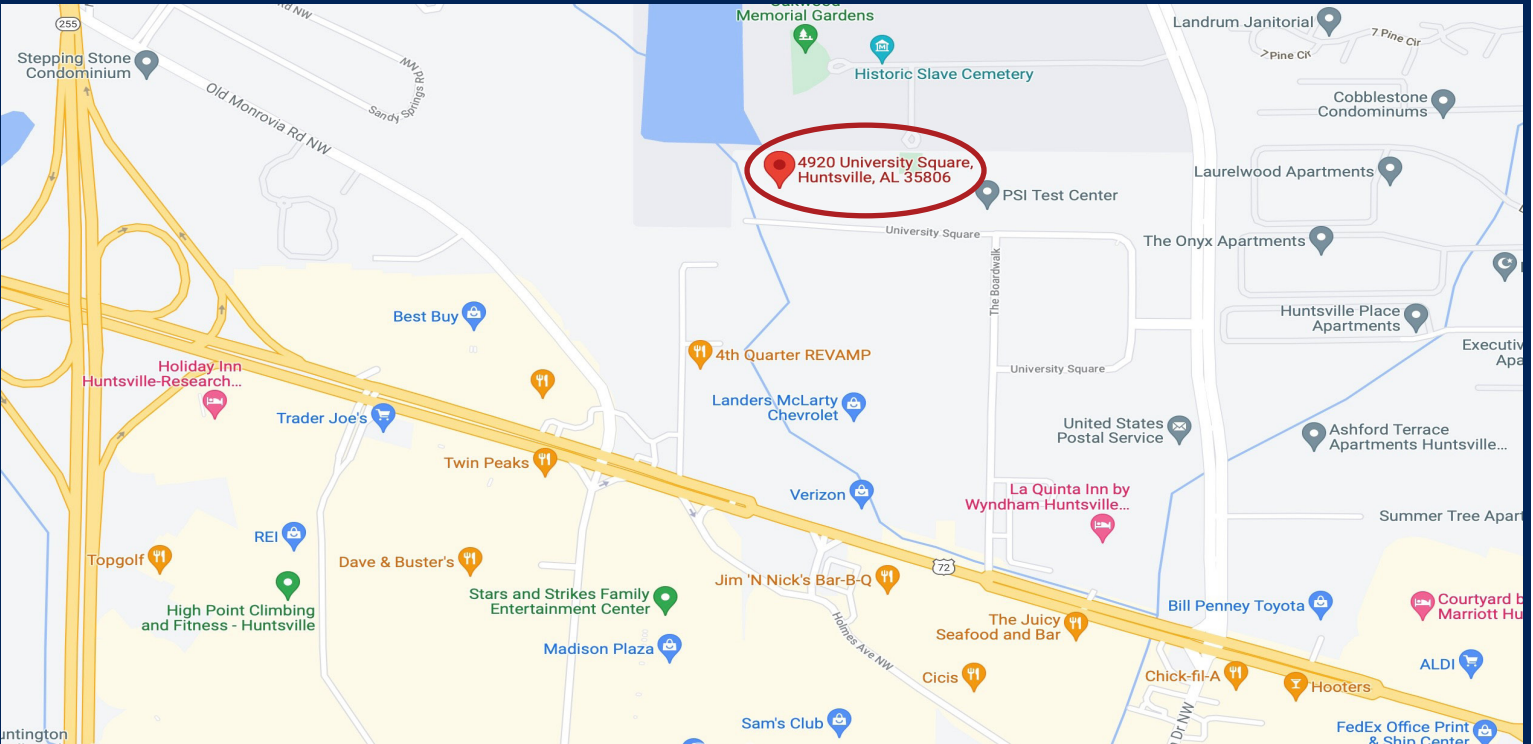 255
rd NW
Oakwood
Memorial Gardens
Historic Slave Cemetery
Landrum Janitorial
7 Pine Cir
7 Pine Cir
Stepping Stone
Condominium
Sandy Springs Rd NW
Old Monrovia Rd NW
Cobblestone
Condominiums
4920 University Square,
Huntsville, AL 35806
PSI Test Center
Laurelwood Apartments
University Square
The Onyx Apartments
The Boardwalk
Best Buy
Huntsville Place
Apartments
4th Quarter REVAMP
Executiv
Apa
Holiday Inn
Huntsville-Research...
University Square
Trader Joe's
Landers McLarty
Chevrolet
United States
Postal Service
Ashford Terrace
Apartments Huntsville...
Twin Peaks
Verizon
La Quinta Inn by
Wyndham Huntsville...
Summer Tree Apart
REI
Topgolf
Dave & Buster's
72
High Point Climbing
and Fitness - Huntsville
Stars and Strikes Family
Entertainment Center
Jim 'N Nick's Bar-B-Q
Holmes Ave NW
The Juicy
Seafood and Bar
Bill Penney Toyota
Courtyard b
Marriott Hu
Madison Plaza
Cicis
Chick-fil-A
Hooters
ALDI
Sam's Club
Dr NW
FedEx Office Print
& Ship Center
untington